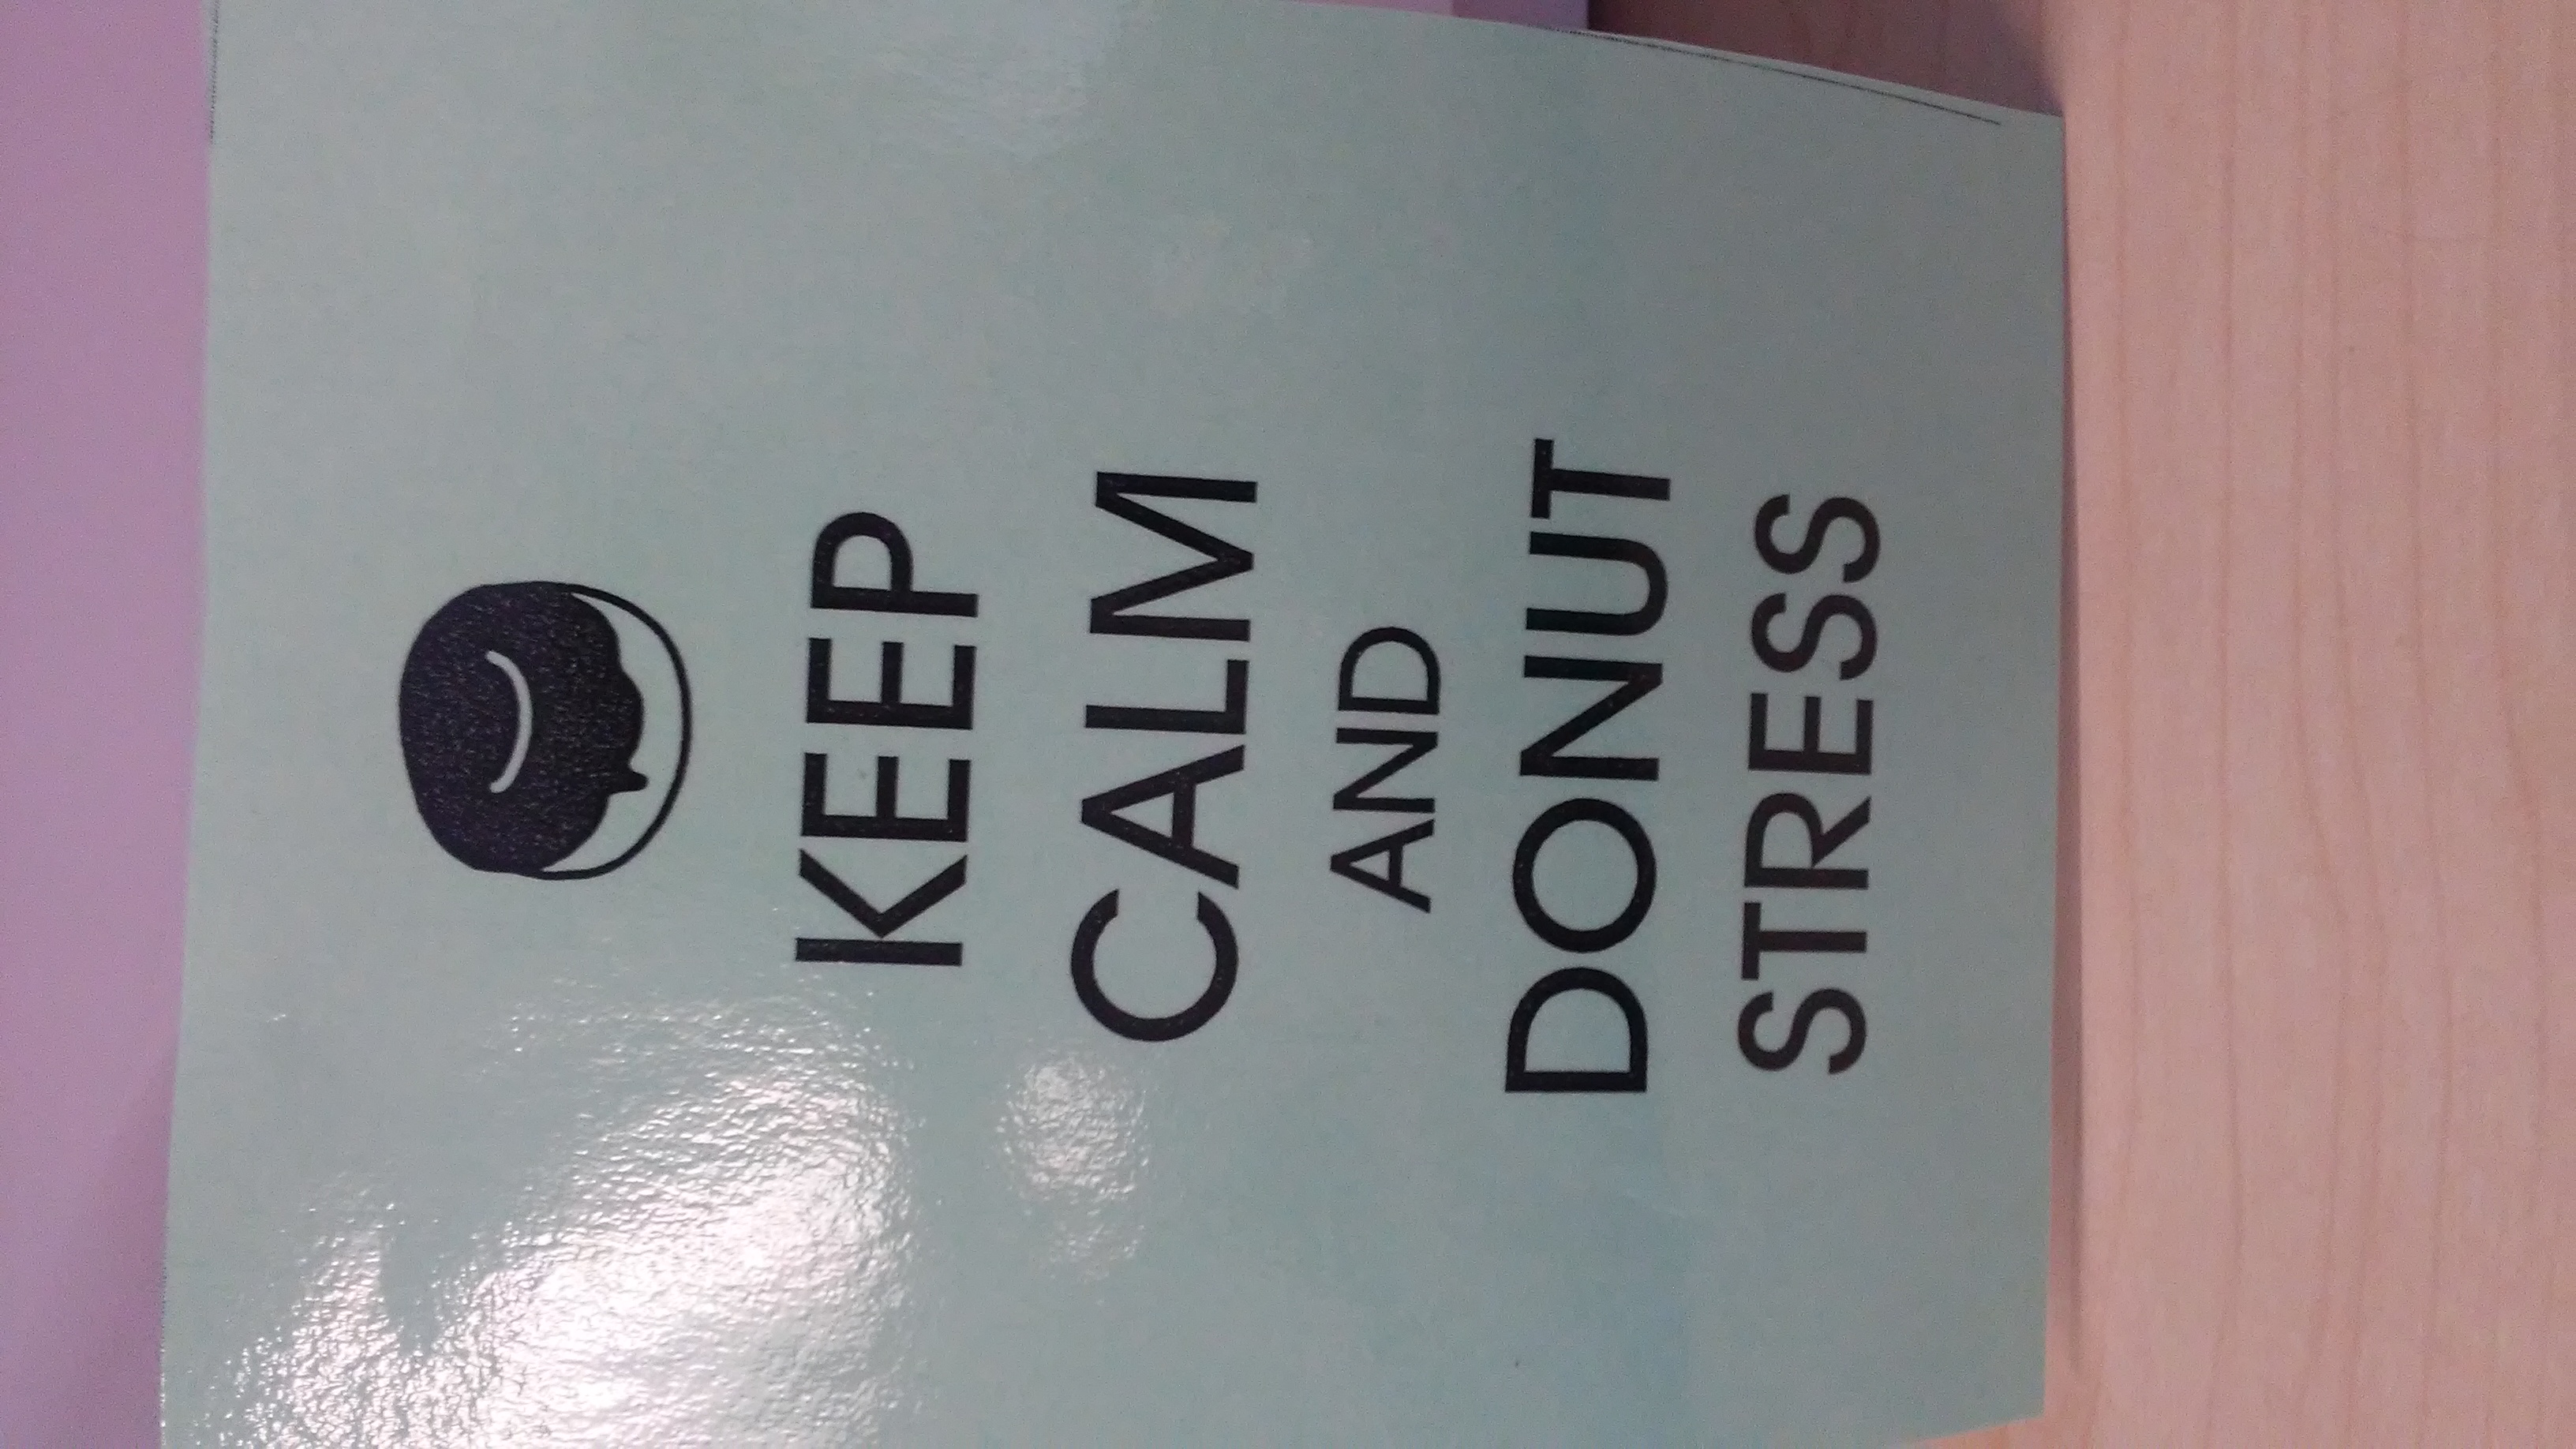 KEEP
CALM
AND
DONUT
STRESS